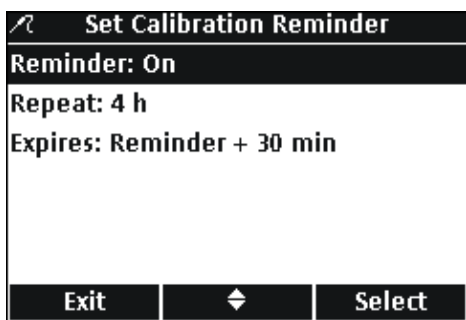 Set Calibration Reminder
Reminder: On
Repeat: 4 h
Expires: Reminder + 30 min
Exit Select